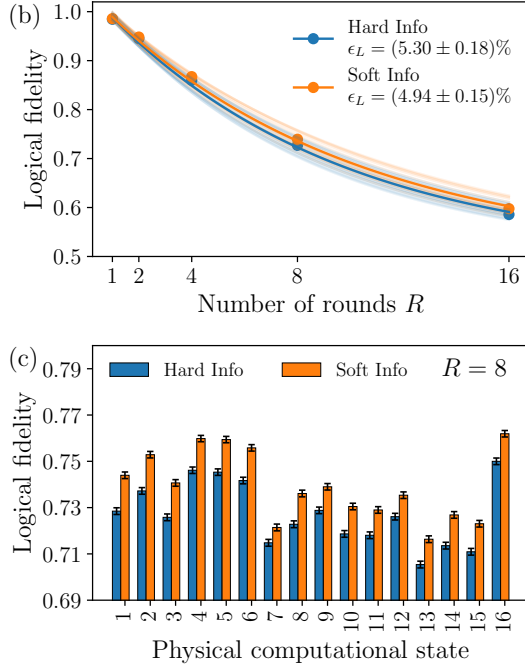 (b)
1.0
0.9
0.8
0.7
0.6
0.5
Logical fidelity
Hard Info
ϵ_L = (5.30 ± 0.18)%
Soft Info
ϵ_L = (4.94 ± 0.15)%
1 2 4 8 16
Number of rounds R
(c)
0.79
0.77
0.75
0.73
0.71
0.69
Logical fidelity
Hard Info Soft Info R = 8
1 2 3 4 5 6 7 8 9 10 11 12 13 14 15 16
Physical computational state